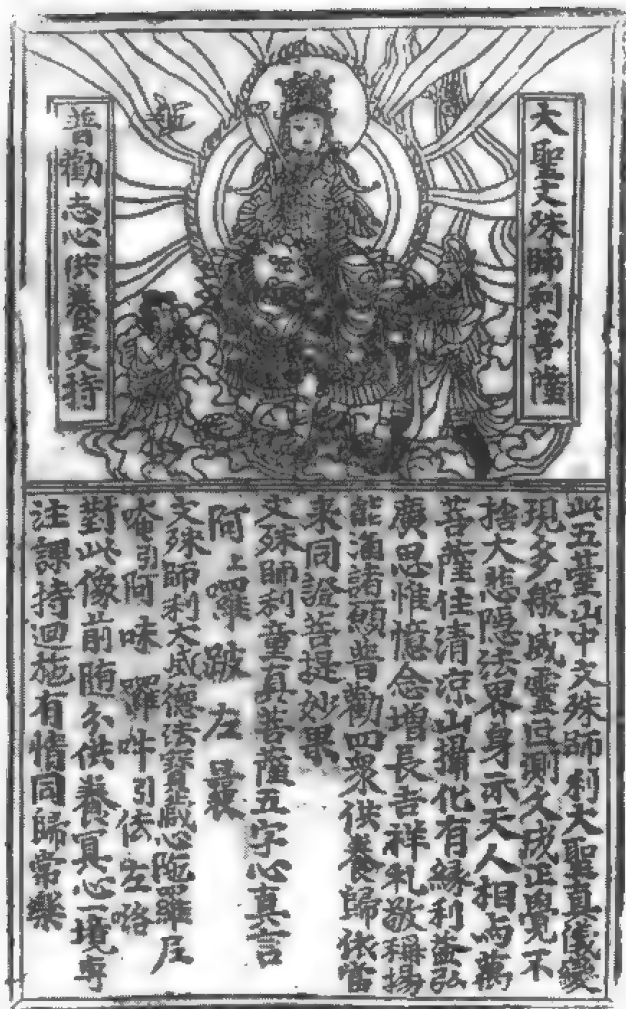 大聖文殊師利菩薩
普勸志心供養受持
此五臺山中文殊師利大聖真儀變
現多般威靈叵測久成正覺不
捨大悲隱法界身示天人相与萬
菩薩住清涼山攝化有緣利益弘
廣思惟憶念增長吉祥礼敬稱揚
能滿諸願普勸四衆供養歸依當
来同證菩提妙果
文殊師利童真菩薩五字心真言
阿上囉跛左曩
文殊師利大威德法寶藏心陁羅尼
唵引阿味羅吽引佉左咯
對此像前随分供養冥心一境專
注課持迴施有情同歸常樂